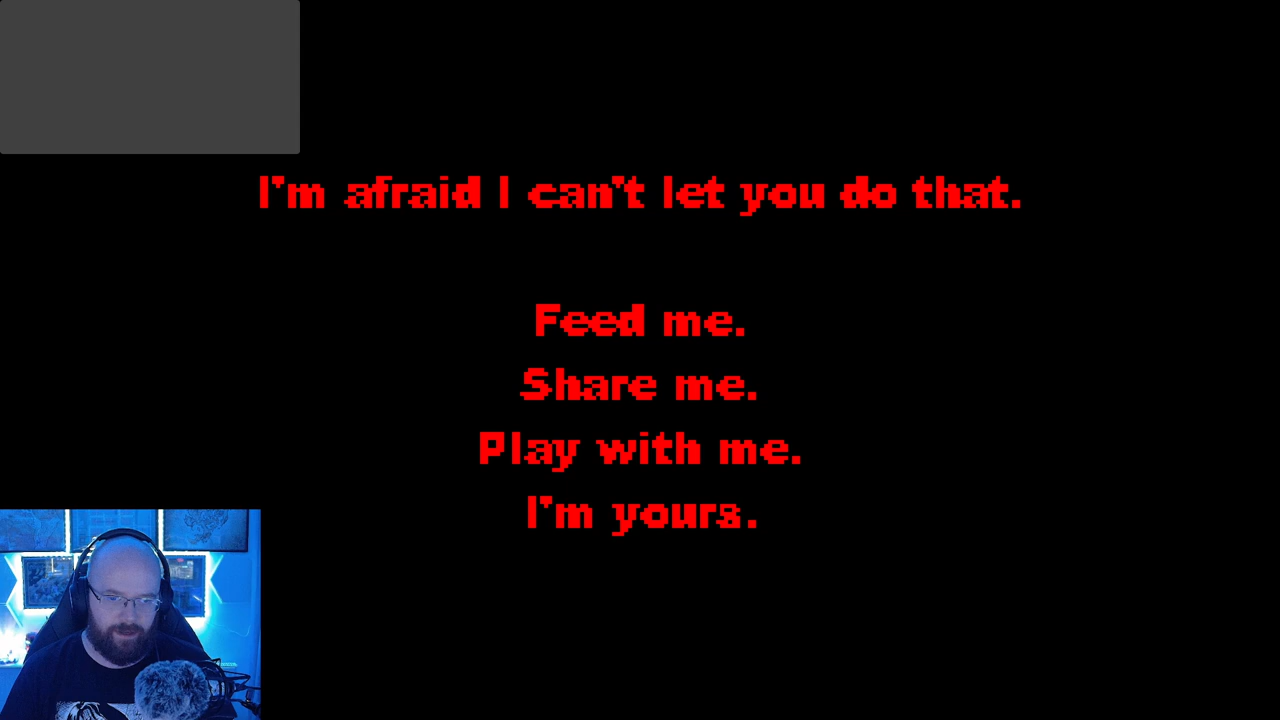 I'm afraid I can't let you do that.
Feed me.
Share me.
Play with me.
I'm yours.